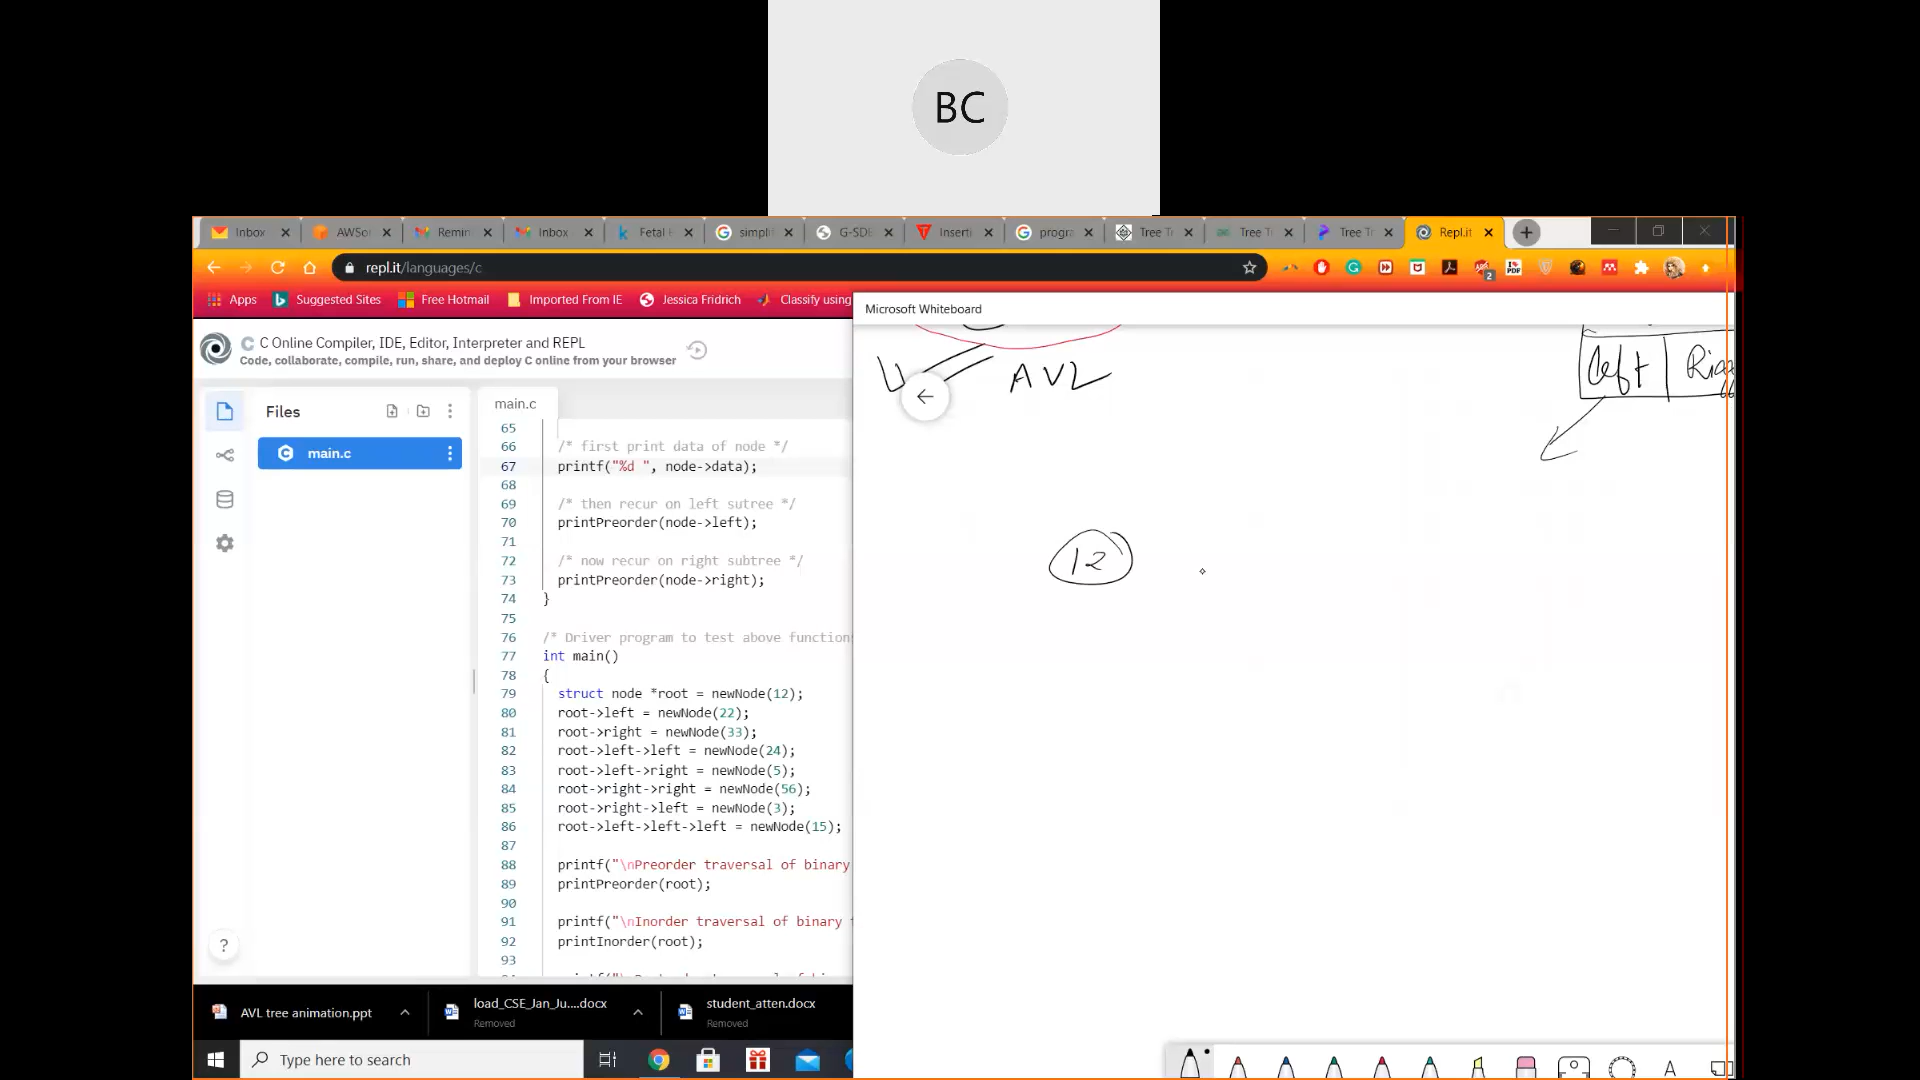 BC
Inbox
AWSor
Remin
Inbox
Fetal
simpli
G-SDE
Inserti
progra
Tree T
Tree T
Tree T
Repl.it
repl.it/languages/c
Apps
Suggested Sites
Free Hotmail
Imported From IE
Jessica Fridrich
Classify using
Microsoft Whiteboard
C Online Compiler, IDE, Editor, Interpreter and REPL
Code, collaborate, compile, run, share, and deploy C online from your browser
Files
main.c
main.c
65
66 /* first print data of node */
67 printf("%d ", node->data);
68
69 /* then recur on left sutree */
70 printPreorder(node->left);
71
72 /* now recur on right subtree */
73 printPreorder(node->right);
74 }
75
76 /* Driver program to test above functions
77 int main()
78 {
79 struct node *root = newNode(12);
80 root->left = newNode(22);
81 root->right = newNode(33);
82 root->left->left = newNode(24);
83 root->left->right = newNode(5);
84 root->right->right = newNode(56);
85 root->right->left = newNode(3);
86 root->left->left->left = newNode(15);
87
88 printf("\nPreorder traversal of binary
89 printPreorder(root);
90
91 printf("\nInorder traversal of binary
92 printInorder(root);
93
AVL
left
12
?
AVL tree animation.ppt
load_CSE_Jan_Ju....docx
Removed
student_atten.docx
Removed
Type here to search